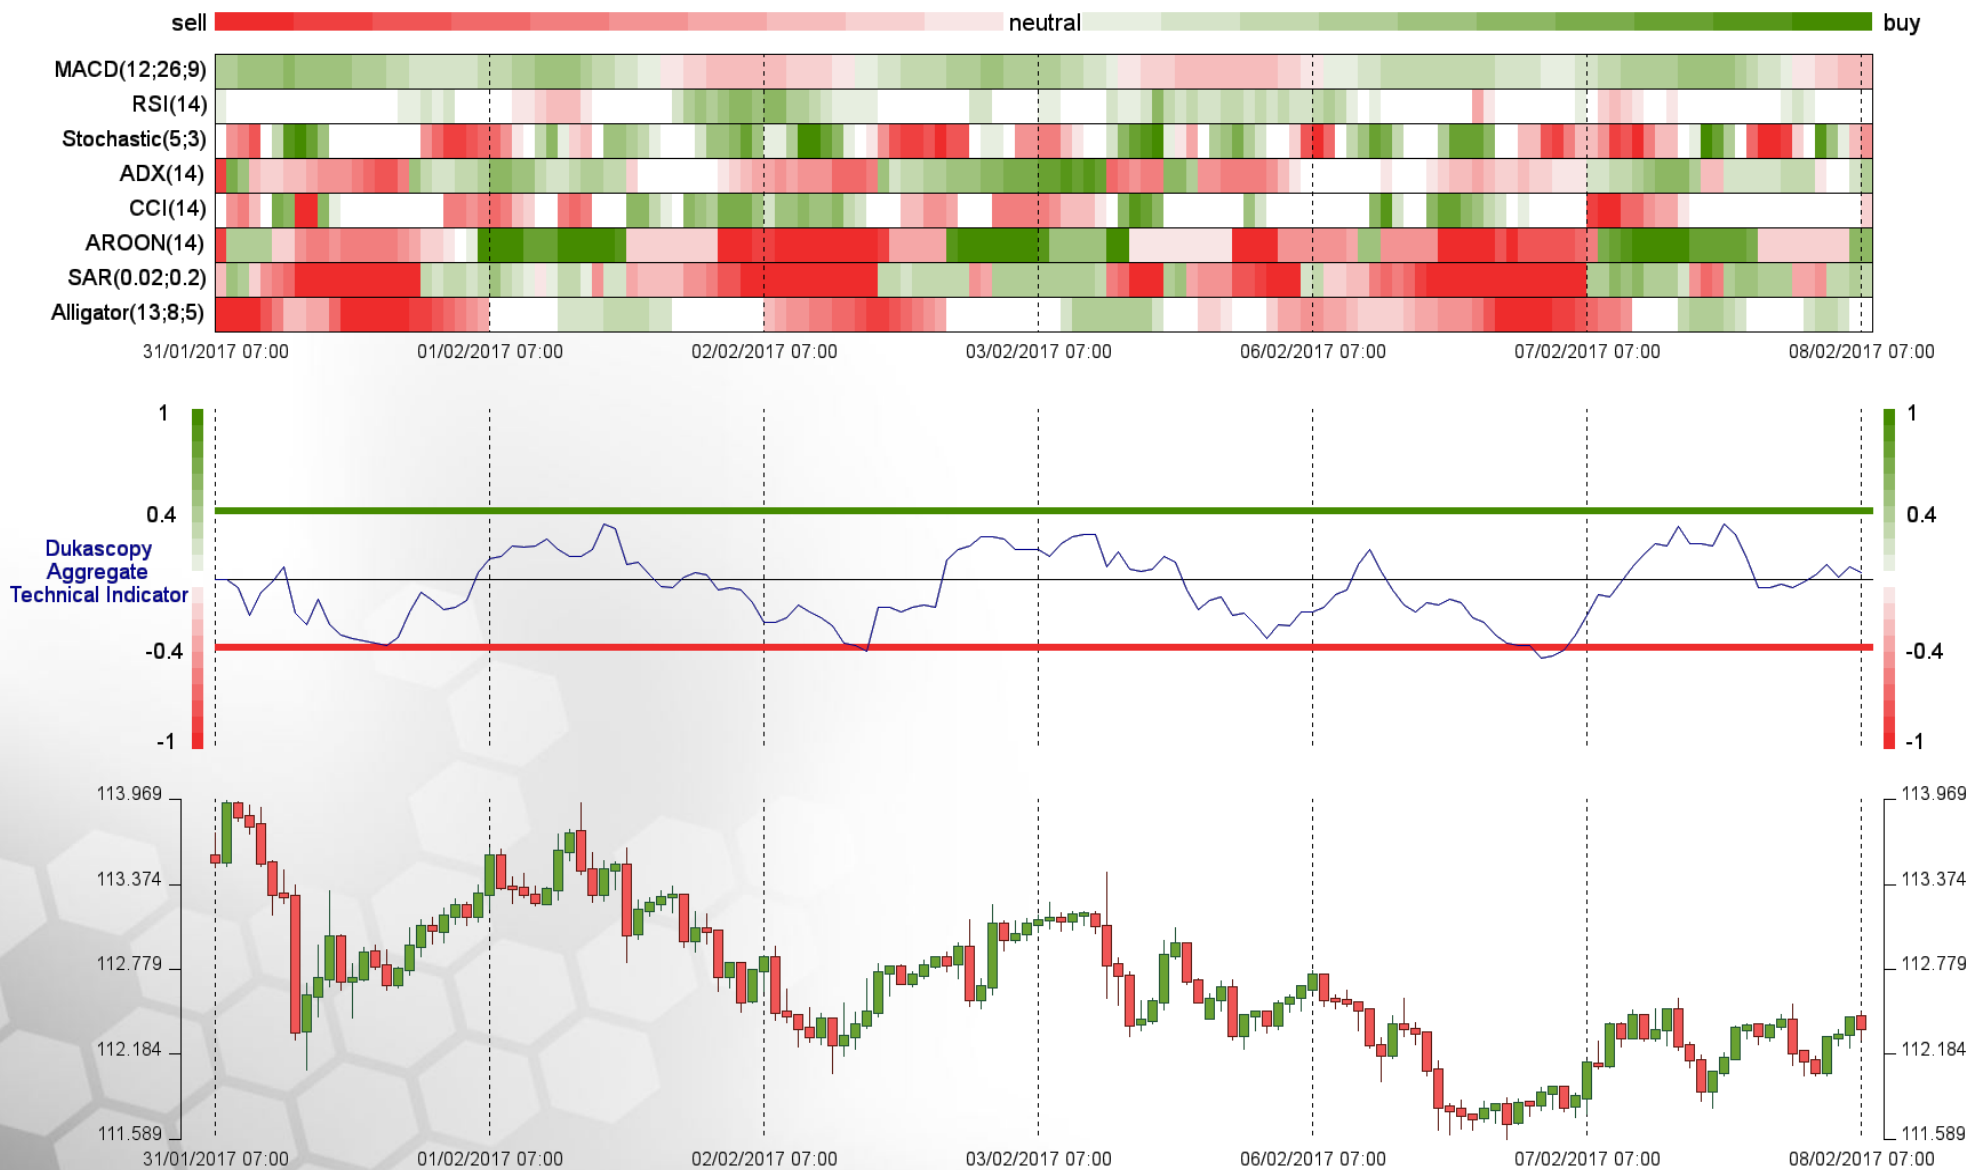 sell neutral buy
MACD(12;26;9)
RSI(14)
Stochastic(5;3)
ADX(14)
CCI(14)
AROON(14)
SAR(0.02;0.2)
Alligator(13;8;5)
31/01/2017 07:00 01/02/2017 07:00 02/02/2017 07:00 03/02/2017 07:00 06/02/2017 07:00 07/02/2017 07:00 08/02/2017 07:00
1 1
0.4 0.4
Dukascopy
Aggregate
Technical Indicator
-0.4 -0.4
-1 -1
113.969 113.969
113.374 113.374
112.779 112.779
112.184 112.184
111.589 111.589
31/01/2017 07:00 01/02/2017 07:00 02/02/2017 07:00 03/02/2017 07:00 06/02/2017 07:00 07/02/2017 07:00 08/02/2017 07:00